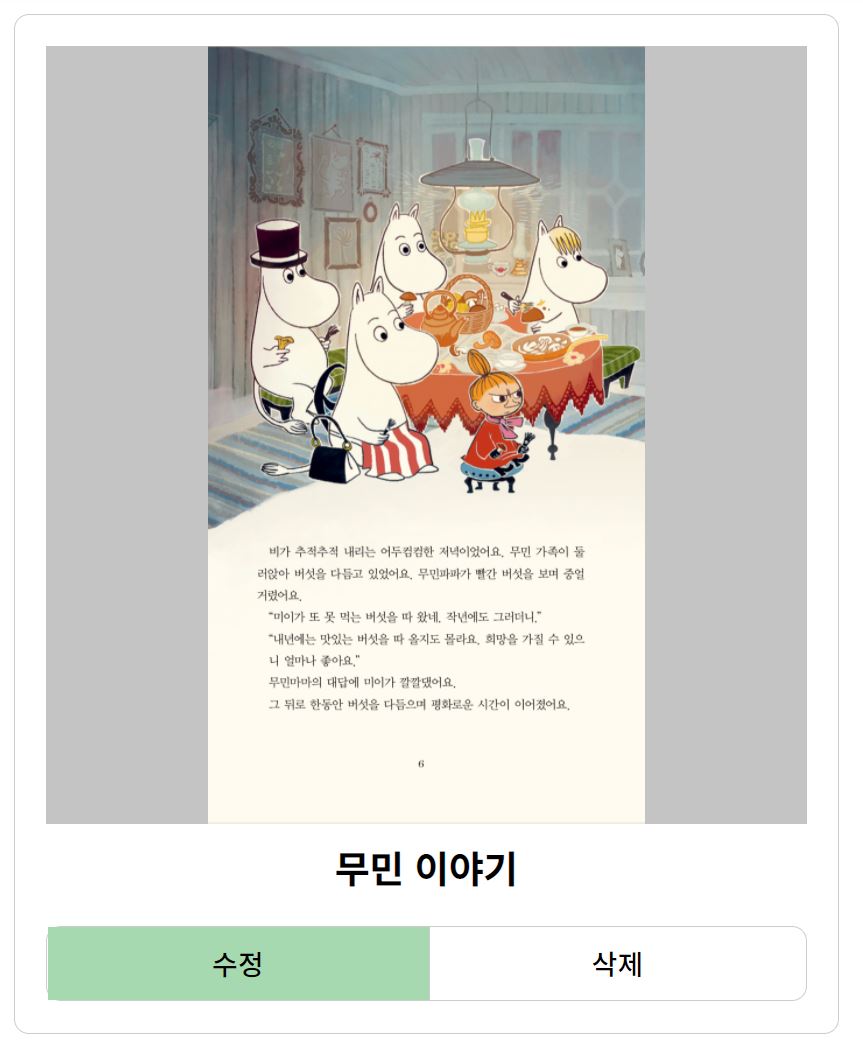 비가 추적추적 내리는 어두컴컴한 저녁이었어요. 무민 가족이 둘
러앉아 버섯을 다듬고 있었어요. 무민파파가 빨간 버섯을 보며 중얼
거렸어요.
“미이가 또 못 먹는 버섯을 따 왔네. 작년에도 그러더니.”
“내년에는 맛있는 버섯을 따 올지도 몰라요. 희망을 가질 수 있으
니 얼마나 좋아요.”
무민마마의 대답에 미이가 깔깔댔어요.
그 뒤로 한동안 버섯을 다듬으며 평화로운 시간이 이어졌어요.
6
무민 이야기
수정 삭제